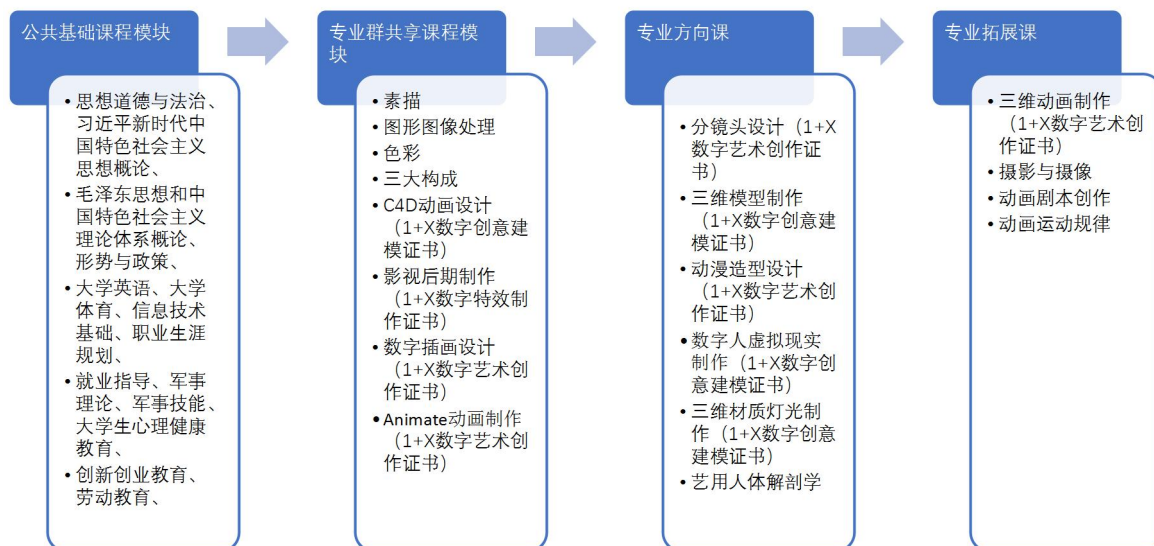 公共基础课程模块
• 思想道德与法治、
习近平新时代中
国特色社会主义
思想概论、
• 毛泽东思想和中
国特色社会主义
理论体系概论、
形势与政策、
• 大学英语、大学
体育、信息技术
基础、职业生涯
规划、
• 就业指导、军事
理论、军事技能、
大学生心理健康
教育、
• 创新创业教育、
劳动教育、
专业群共享课程模
块
• 素描
• 图形图像处理
• 色彩
• 三大构成
• C4D动画设计
（1+X数字创意建
模证书）
• 影视后期制作
（1+X数字特效制
作证书）
• 数字插画设计
（1+X数字艺术创
作证书）
• Animate动画制作
（1+X数字艺术创
作证书）
专业方向课
• 分镜头设计（1+X
数字艺术创作证
书）
• 三维模型制作
（1+X数字创意建
模证书）
• 动漫造型设计
（1+X数字艺术创
作证书）
• 数字人虚拟现实
制作（1+X数字创
意建模证书）
• 三维材质灯光制
作（1+X数字创意
建模证书）
• 艺用人体解剖学
专业拓展课
• 三维动画制作
（1+X数字艺术创
作证书）
• 摄影与摄像
• 动画剧本创作
• 动画运动规律